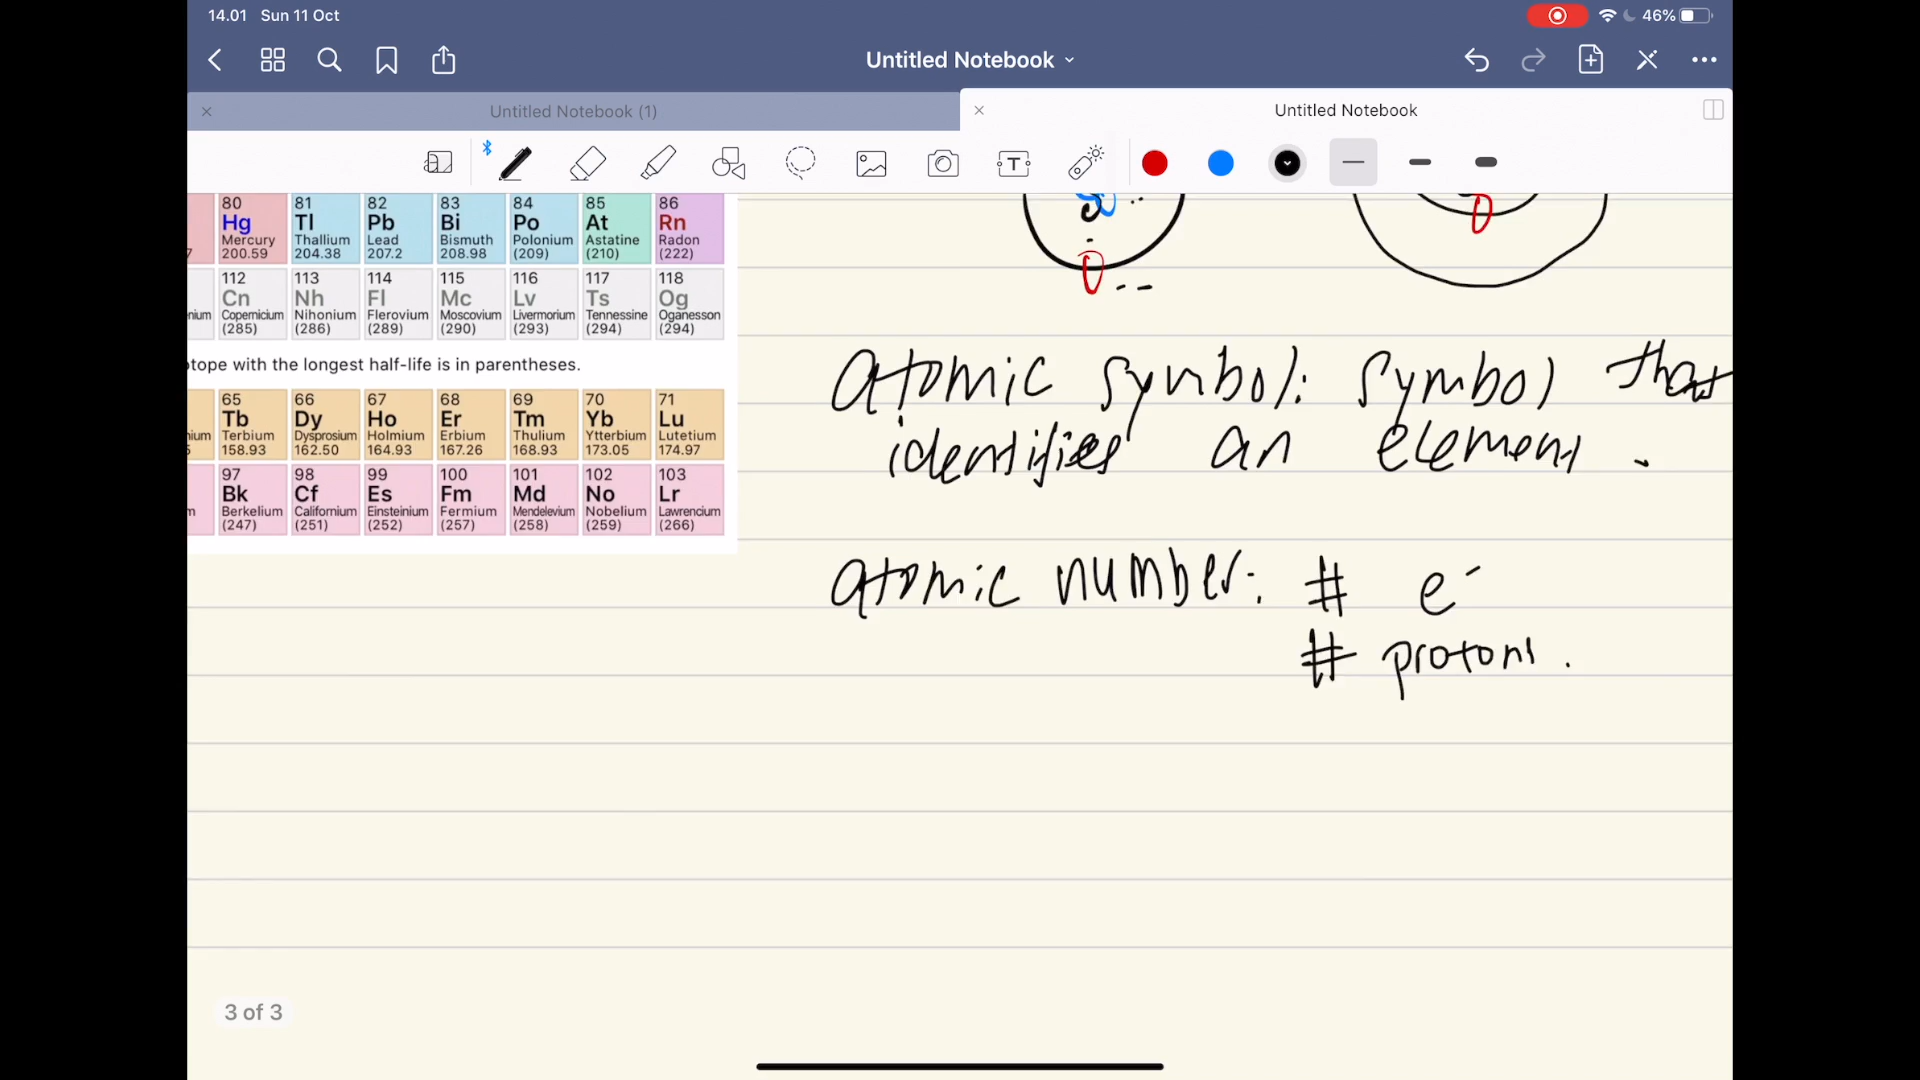 14.01 Sun 11 Oct
46%
Untitled Notebook
Untitled Notebook (1)
Untitled Notebook
T
80 81 82 83 84 85 86
Hg Tl Pb Bi Po At Rn
Mercury Thallium Lead Bismuth Polonium Astatine Radon
7 200.59 204.38 207.2 208.98 (209) (210) (222)
112 113 114 115 116 117 118
Cn Nh Fl Mc Lv Ts Og
nium Copernicium Nihonium Flerovium Moscovium Livermorium Tennessine Oganesson
(285) (286) (289) (290) (293) (294) (294)
tope with the longest half-life is in parentheses.
65 66 67 68 69 70 71
Tb Dy Ho Er Tm Yb Lu
nium Terbium Dysprosium Holmium Erbium Thulium Ytterbium Lutetium
5 158.93 162.50 164.93 167.26 168.93 173.05 174.97
97 98 99 100 101 102 103
Bk Cf Es Fm Md No Lr
m Berkelium Californium Einsteinium Fermium Mendelevium Nobelium Lawrencium
(247) (251) (252) (257) (258) (259) (266)
atomic symbol: symbol that
identifies an element.
atomic number: # e-
# protons.
3 of 3